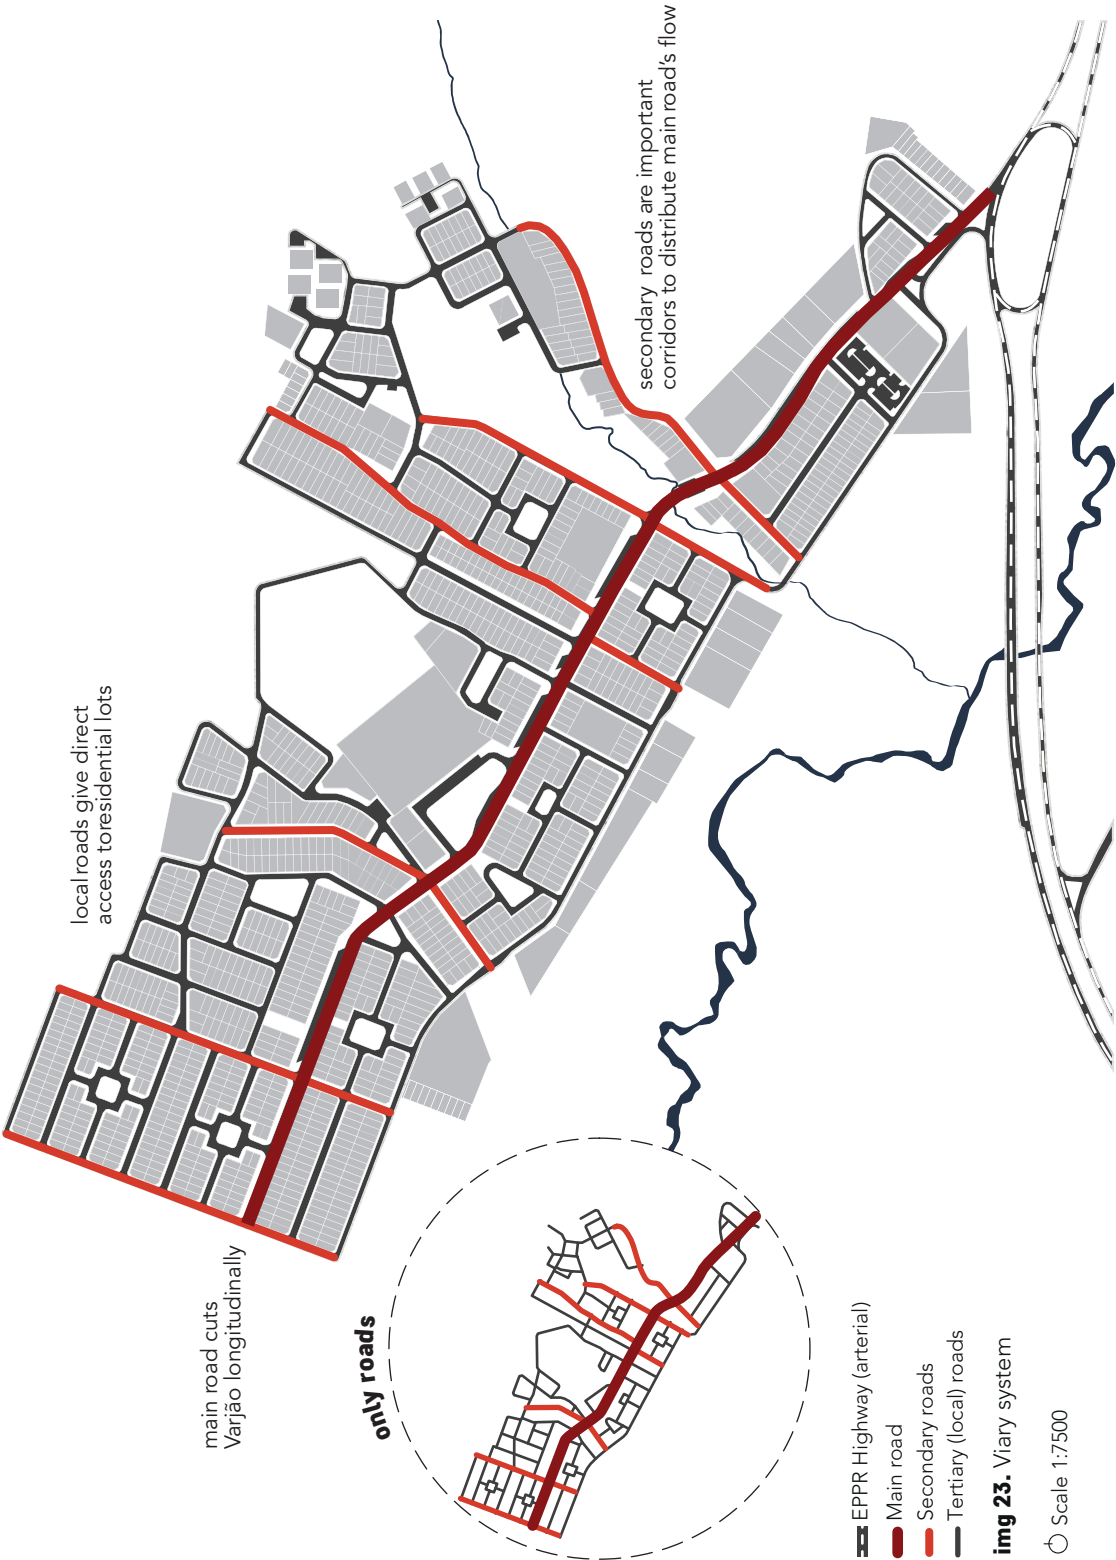 local roads give direct
access toresidential lots
secondary roads are important
corridors to distribute main road's flow
main road cuts
Varjão longitudinally
only roads
EPPR Highway (arterial)
Main road
Secondary roads
Tertiary (local) roads
img 23. Viary system
Scale 1:7500